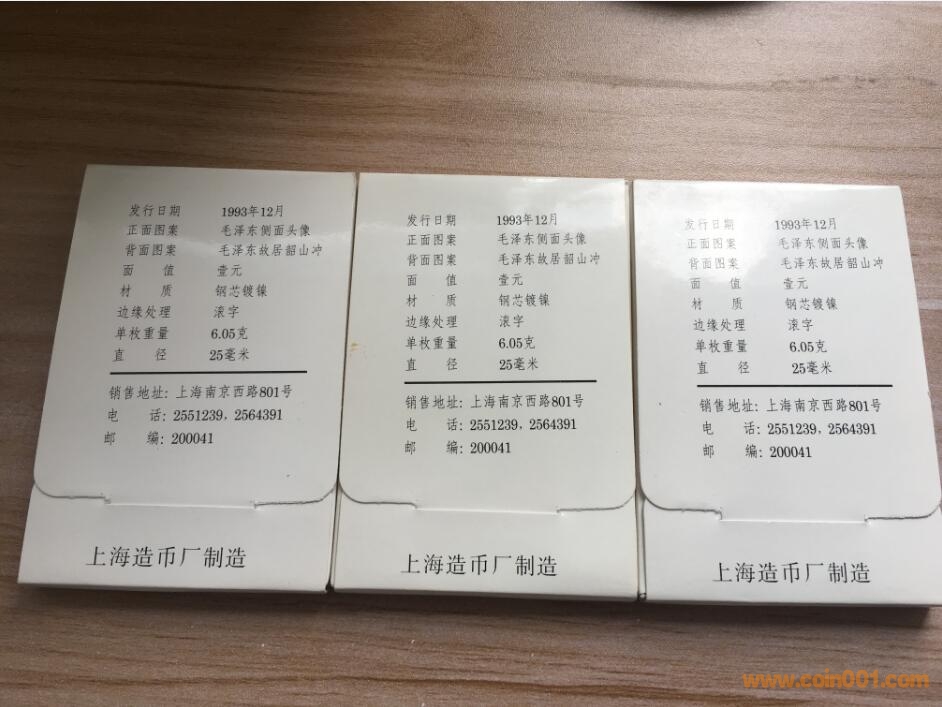 发行日期 1993年12月
正面图案 毛泽东侧面头像
背面图案 毛泽东故居韶山冲
面 值 壹元
材 质 钢芯镀镍
边缘处理 滚字
单枚重量 6.05克
直 径 25毫米
销售地址: 上海南京西路801号
电 话: 2551239, 2564391
邮 编: 200041
上海造币厂制造
发行日期 1993年12月
正面图案 毛泽东侧面头像
背面图案 毛泽东故居韶山冲
面 值 壹元
材 质 钢芯镀镍
边缘处理 滚字
单枚重量 6.05克
直 径 25毫米
销售地址: 上海南京西路801号
电 话: 2551239, 2564391
邮 编: 200041
上海造币厂制造
发行日期 1993年12月
正面图案 毛泽东侧面头像
背面图案 毛泽东故居韶山冲
面 值 壹元
材 质 钢芯镀镍
边缘处理 滚字
单枚重量 6.05克
直 径 25毫米
销售地址: 上海南京西路801号
电 话: 2551239, 2564391
邮 编: 200041
上海造币厂制造
www.coin001.com